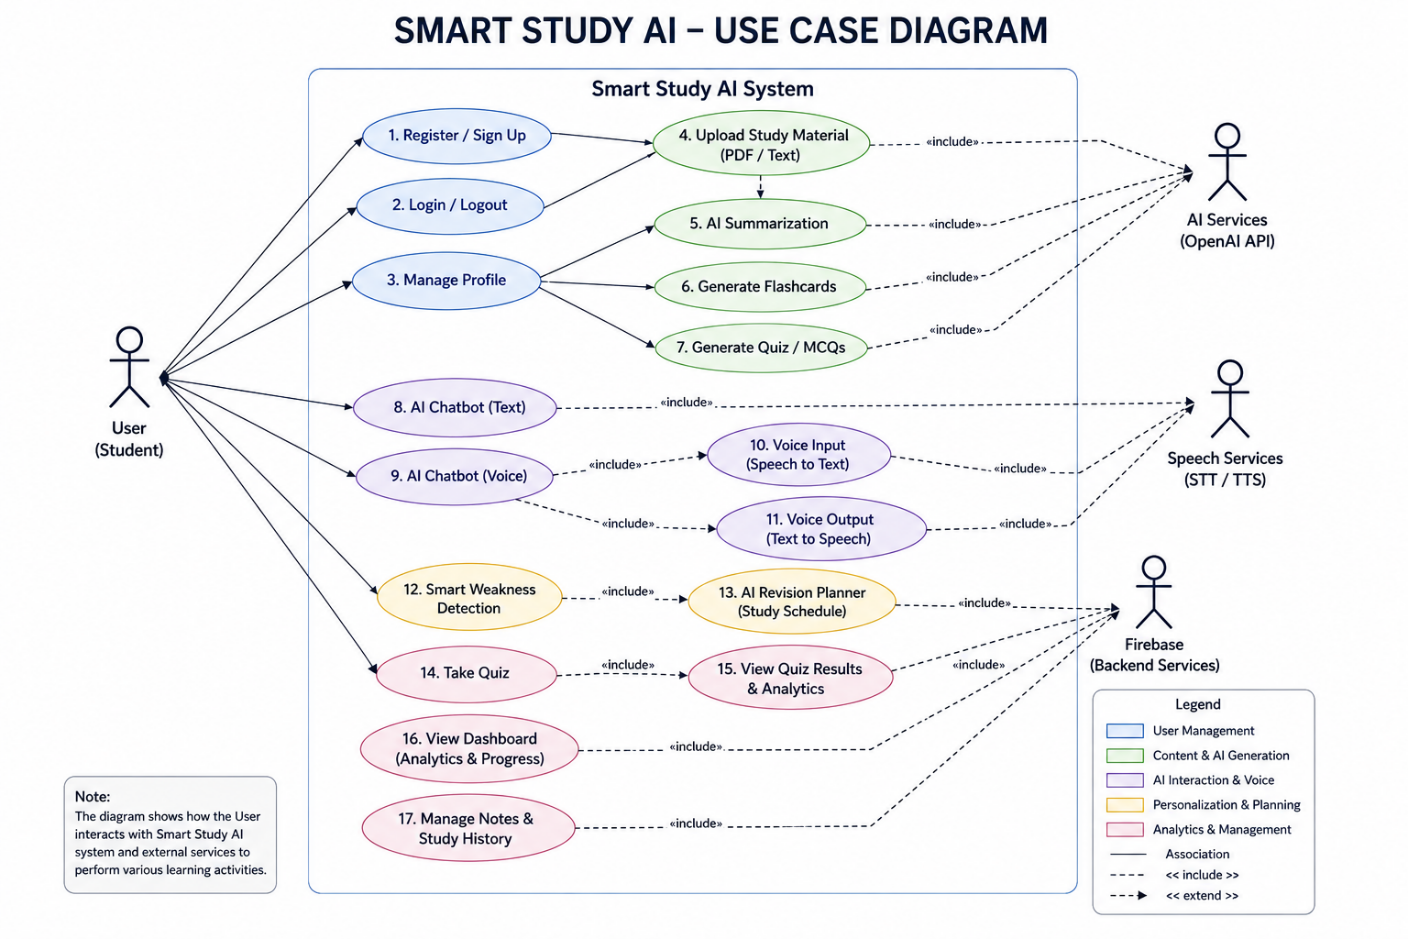 SMART STUDY AI – USE CASE DIAGRAM
Smart Study AI System
1. Register / Sign Up
2. Login / Logout
3. Manage Profile
4. Upload Study Material
(PDF / Text)
5. AI Summarization
6. Generate Flashcards
7. Generate Quiz / MCQs
«include»
«include»
«include»
«include»
AI Services
(OpenAI API)
User
(Student)
8. AI Chatbot (Text)
«include»
9. AI Chatbot (Voice)
«include»
«include»
10. Voice Input
(Speech to Text)
«include»
11. Voice Output
(Text to Speech)
«include»
Speech Services
(STT / TTS)
12. Smart Weakness
Detection
«include»
13. AI Revision Planner
(Study Schedule)
«include»
14. Take Quiz
«include»
15. View Quiz Results
& Analytics
«include»
Firebase
(Backend Services)
16. View Dashboard
(Analytics & Progress)
«include»
17. Manage Notes &
Study History
«include»
Note:
The diagram shows how the User
interacts with Smart Study AI
system and external services to
perform various learning activities.
Legend
User Management
Content & AI Generation
AI Interaction & Voice
Personalization & Planning
Analytics & Management
Association
<< include >>
<< extend >>